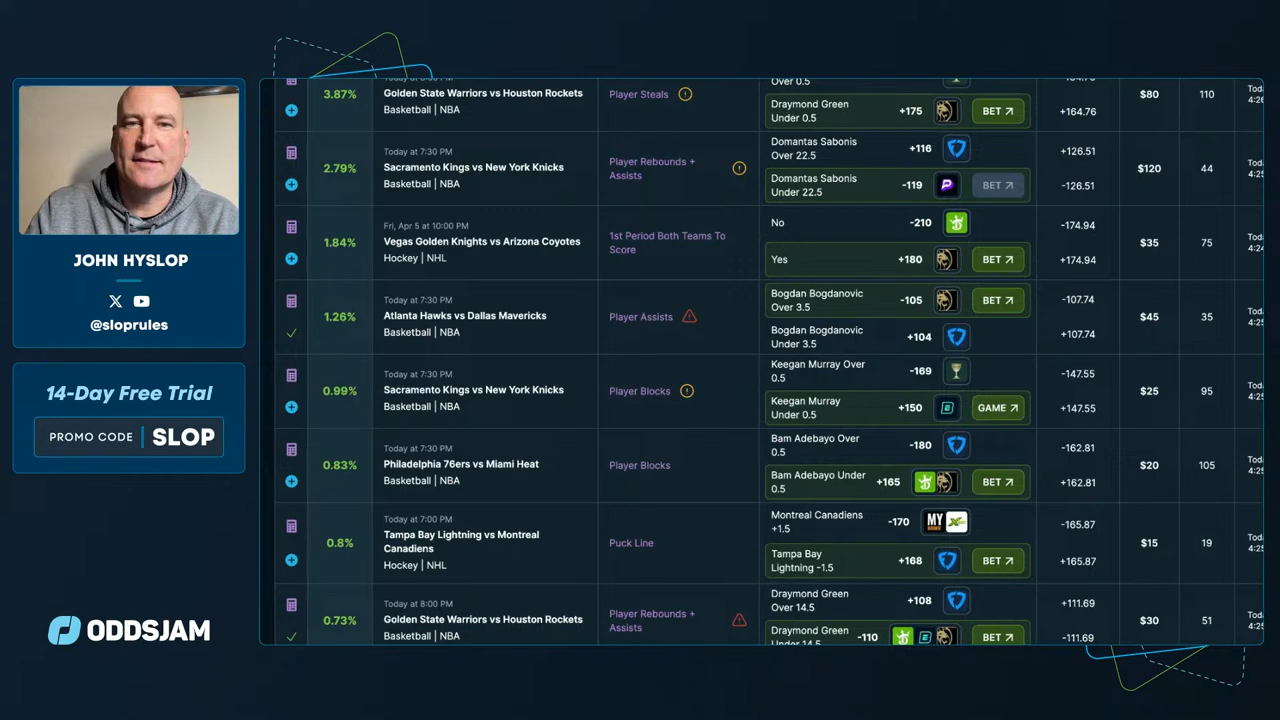 JOHN HYSLOP
@sloprules
14-Day Free Trial
PROMO CODE | SLOP
ODDSJAM
Over 0.5
3.87%
Golden State Warriors vs Houston Rockets
Basketball | NBA
Player Steals
Draymond Green
Under 0.5
+175
BET
+164.76
$80
110
2.79%
Today at 7:30 PM
Sacramento Kings vs New York Knicks
Basketball | NBA
Player Rebounds +
Assists
Domantas Sabonis
Over 22.5
+116
Domantas Sabonis
Under 22.5
-119
BET
+126.51
-126.51
$120
44
1.84%
Fri, Apr 5 at 10:00 PM
Vegas Golden Knights vs Arizona Coyotes
Hockey | NHL
1st Period Both Teams To
Score
No
-210
Yes
+180
BET
-174.94
+174.94
$35
75
1.26%
Today at 7:30 PM
Atlanta Hawks vs Dallas Mavericks
Basketball | NBA
Player Assists
Bogdan Bogdanovic
Over 3.5
-105
BET
Bogdan Bogdanovic
Under 3.5
+104
-107.74
+107.74
$45
35
0.99%
Today at 7:30 PM
Sacramento Kings vs New York Knicks
Basketball | NBA
Player Blocks
Keegan Murray Over
0.5
-169
Keegan Murray
Under 0.5
+150
GAME
-147.55
+147.55
$25
95
0.83%
Today at 7:30 PM
Philadelphia 76ers vs Miami Heat
Basketball | NBA
Player Blocks
Bam Adebayo Over
0.5
-180
Bam Adebayo Under
0.5
+165
BET
-162.81
+162.81
$20
105
0.8%
Today at 7:00 PM
Tampa Bay Lightning vs Montreal
Canadiens
Hockey | NHL
Puck Line
Montreal Canadiens
+1.5
-170
MY
Tampa Bay
Lightning -1.5
+168
BET
-165.87
+165.87
$15
19
0.73%
Today at 8:00 PM
Golden State Warriors vs Houston Rockets
Basketball | NBA
Player Rebounds +
Assists
Draymond Green
Over 14.5
+108
Draymond Green
Under 14.5
-110
BET
+111.69
-111.69
$30
51